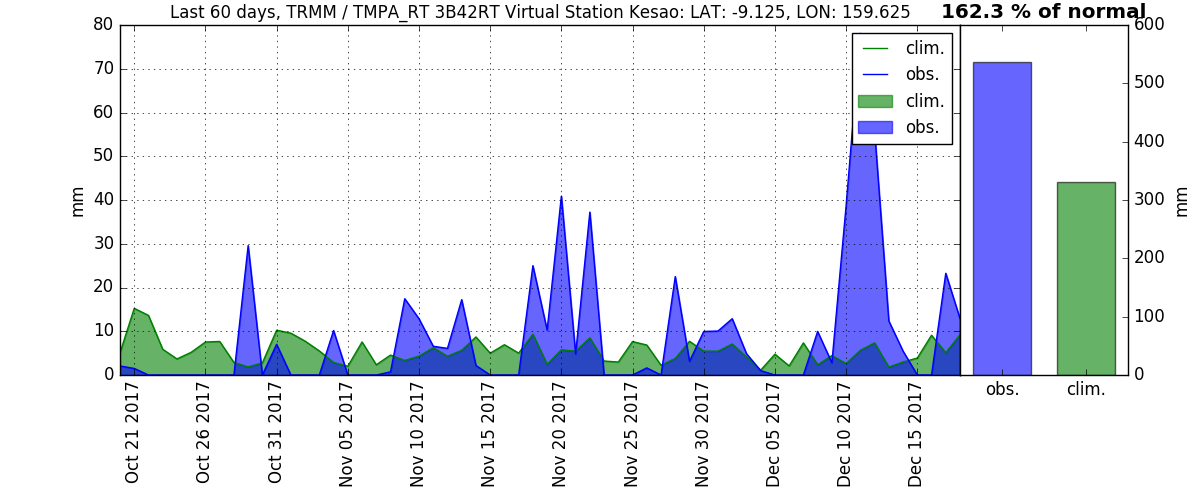 Last 60 days, TRMM / TMPA_RT 3B42RT Virtual Station Kesao: LAT: -9.125, LON: 159.625
162.3 % of normal
80
70
60
50
40
30
20
10
0
mm
clim.
obs.
clim.
obs.
Oct 21 2017
Oct 26 2017
Oct 31 2017
Nov 05 2017
Nov 10 2017
Nov 15 2017
Nov 20 2017
Nov 25 2017
Nov 30 2017
Dec 05 2017
Dec 10 2017
Dec 15 2017
600
500
400
300
200
100
0
mm
obs.
clim.